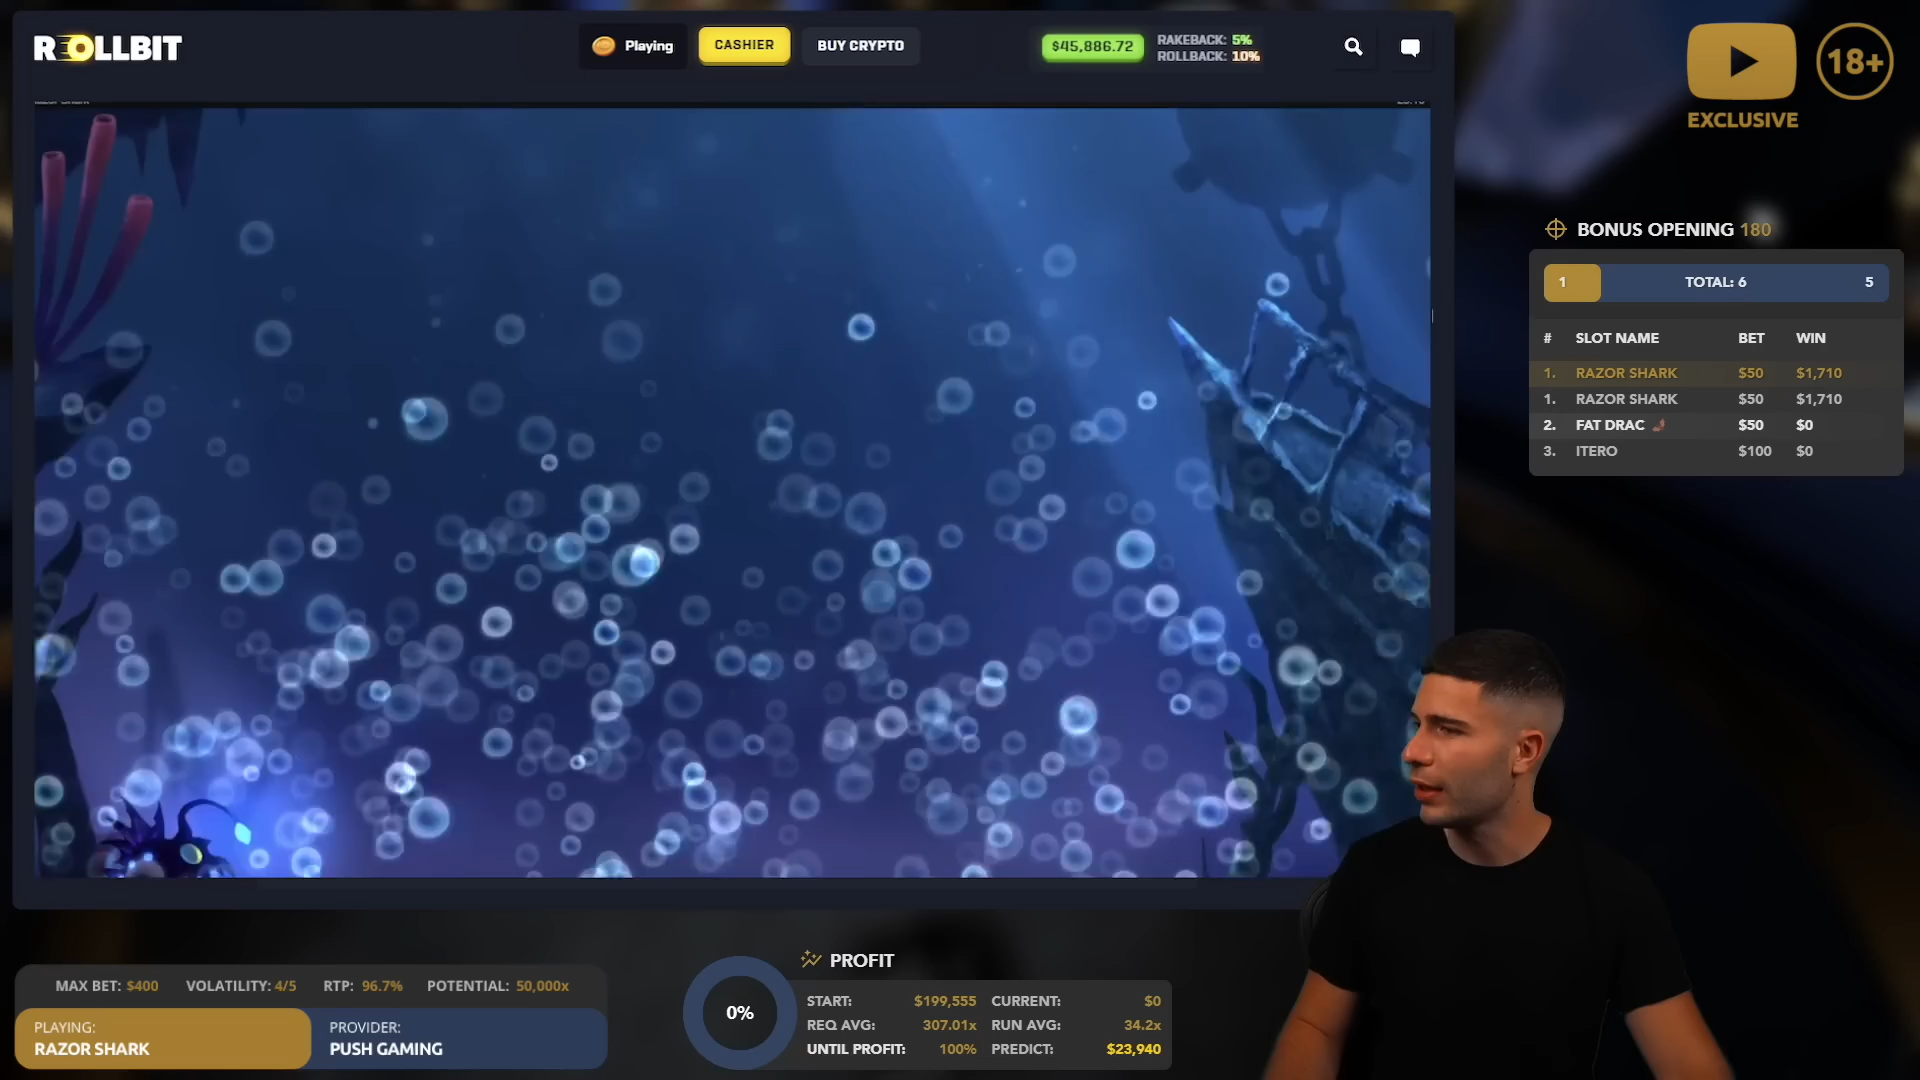 ROLLBIT
Playing
CASHIER
BUY CRYPTO
$45,886.72
RAKEBACK: 5%
ROLLBACK: 10%
18+
EXCLUSIVE
BONUS OPENING 180
1 TOTAL: 6 5
# SLOT NAME BET WIN
1. RAZOR SHARK $50 $1,710
1. RAZOR SHARK $50 $1,710
2. FAT DRAC $50 $0
3. ITERO $100 $0
MAX BET: $400 VOLATILITY: 4/5 RTP: 96.7% POTENTIAL: 50,000x
PLAYING:
RAZOR SHARK
PROVIDER:
PUSH GAMING
0%
PROFIT
START: $199,555 CURRENT: $0
REQ AVG: 307.01x RUN AVG: 34.2x
UNTIL PROFIT: 100% PREDICT: $23,940